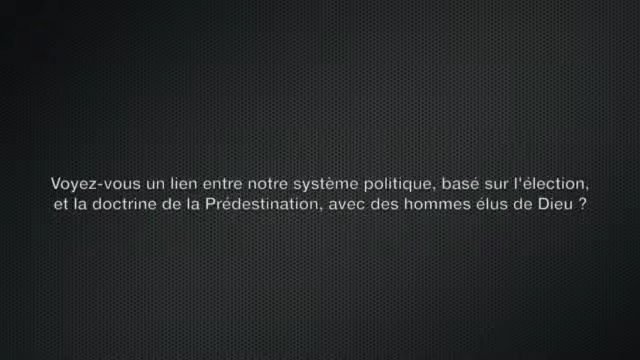 Voyez-vous un lien entre notre système politique, basé sur l'élection,
et la doctrine de la Prédestination, avec des hommes élus de Dieu ?